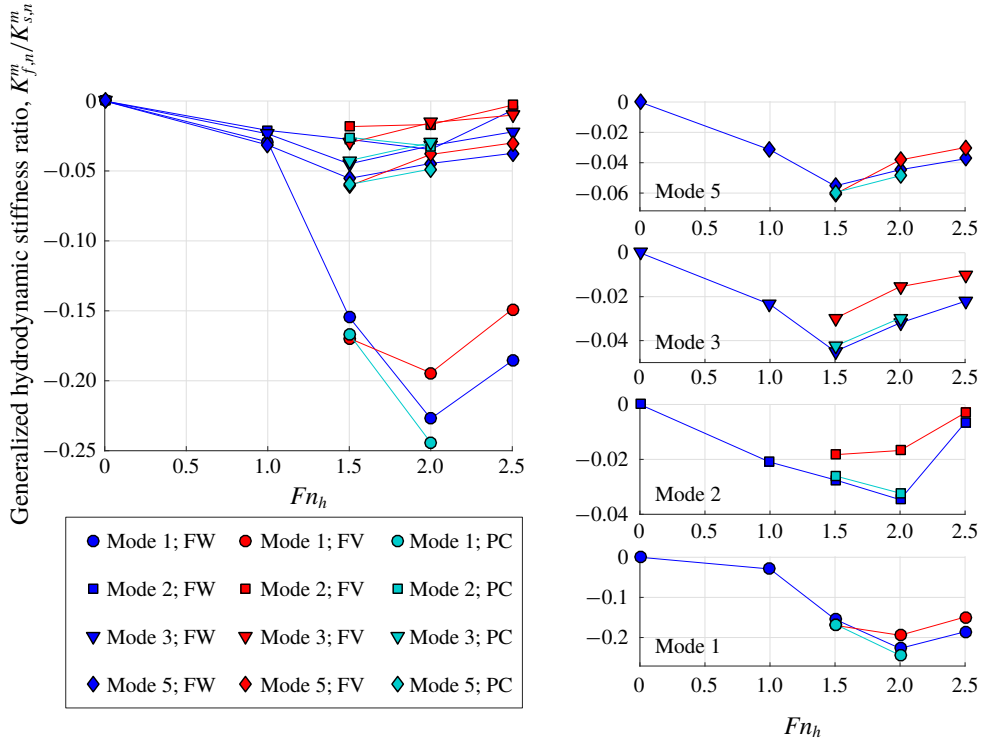 Generalized hydrodynamic stiffness ratio, K^m_{f,n}/K^m_{s,n}
0
−0.05
−0.10
−0.15
−0.20
−0.25
0 0.5 1.0 1.5 2.0 2.5
Fn_h
Mode 1; FW Mode 1; FV Mode 1; PC
Mode 2; FW Mode 2; FV Mode 2; PC
Mode 3; FW Mode 3; FV Mode 3; PC
Mode 5; FW Mode 5; FV Mode 5; PC
0
−0.02
−0.04
−0.06
Mode 5
0 0.5 1.0 1.5 2.0 2.5
0
−0.02
−0.04
Mode 3
0 0.5 1.0 1.5 2.0 2.5
0
−0.02
−0.04
Mode 2
0 0.5 1.0 1.5 2.0 2.5
0
−0.1
−0.2
Mode 1
0 0.5 1.0 1.5 2.0 2.5
Fn_h